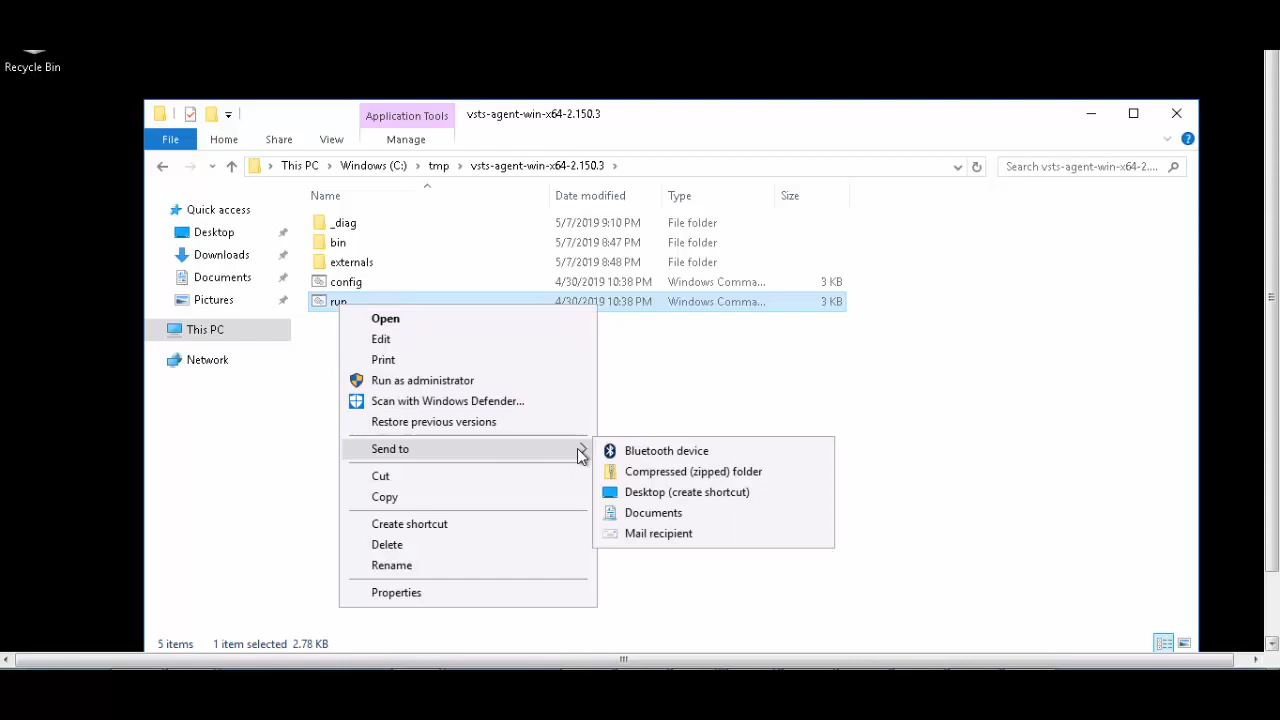 Recycle Bin
Application Tools
vsts-agent-win-x64-2.150.3
File
Home
Share
View
Manage
This PC
Windows (C:)
tmp
vsts-agent-win-x64-2.150.3
Search vsts-agent-win-x64-2....
Name
Date modified
Type
Size
Quick access
Desktop
Downloads
Documents
Pictures
This PC
Network
_diag 5/7/2019 9:10 PM File folder
bin 5/7/2019 8:47 PM File folder
externals 5/7/2019 8:48 PM File folder
config 4/30/2019 10:38 PM Windows Comma... 3 KB
run 4/30/2019 10:38 PM Windows Comma... 3 KB
Open
Edit
Print
Run as administrator
Scan with Windows Defender...
Restore previous versions
Send to
Cut
Copy
Create shortcut
Delete
Rename
Properties
Bluetooth device
Compressed (zipped) folder
Desktop (create shortcut)
Documents
Mail recipient
5 items
1 item selected 2.78 KB